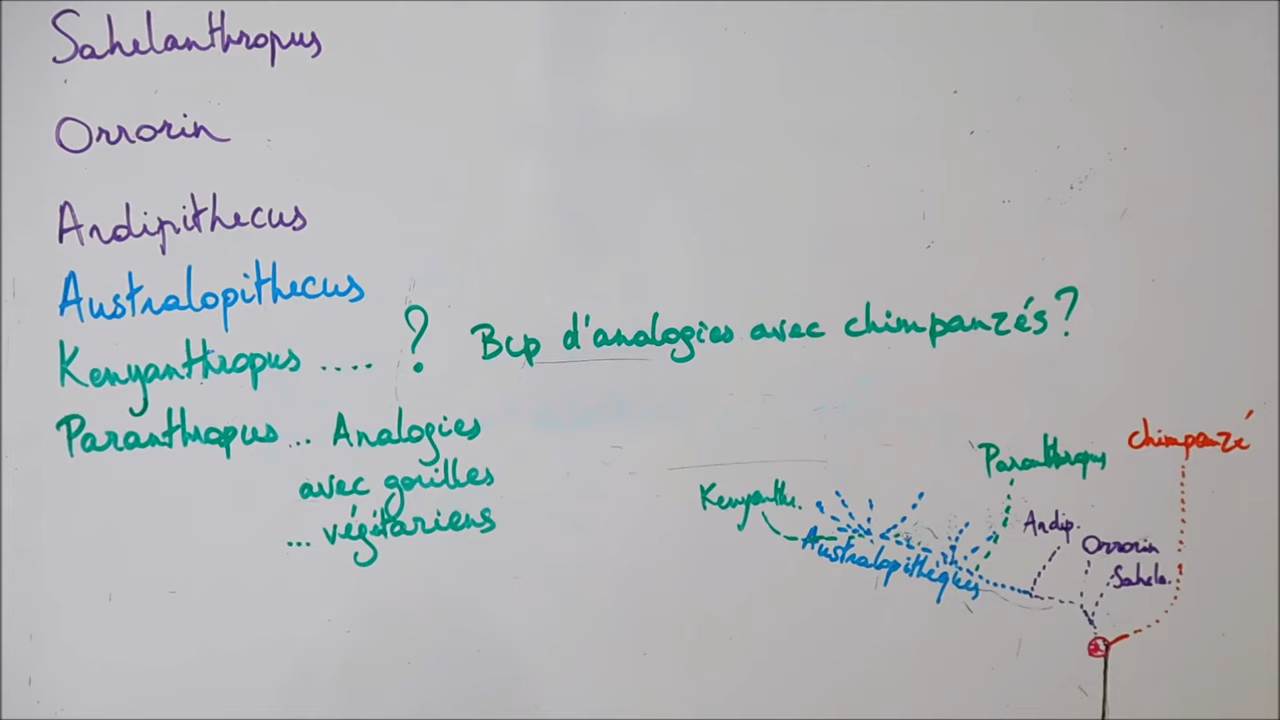 Sahelanthropus
Orrorin
Ardipithecus
Australopithecus
Kenyanthropus .... ? Bcp d'analogies avec chimpanzés?
Paranthropus ... Analogies
avec gorilles
... végétariens
chimpanzé
Paranthropus
Kenyanthr.
Ardip.
Orrorin
Australopithèques
Sahela.